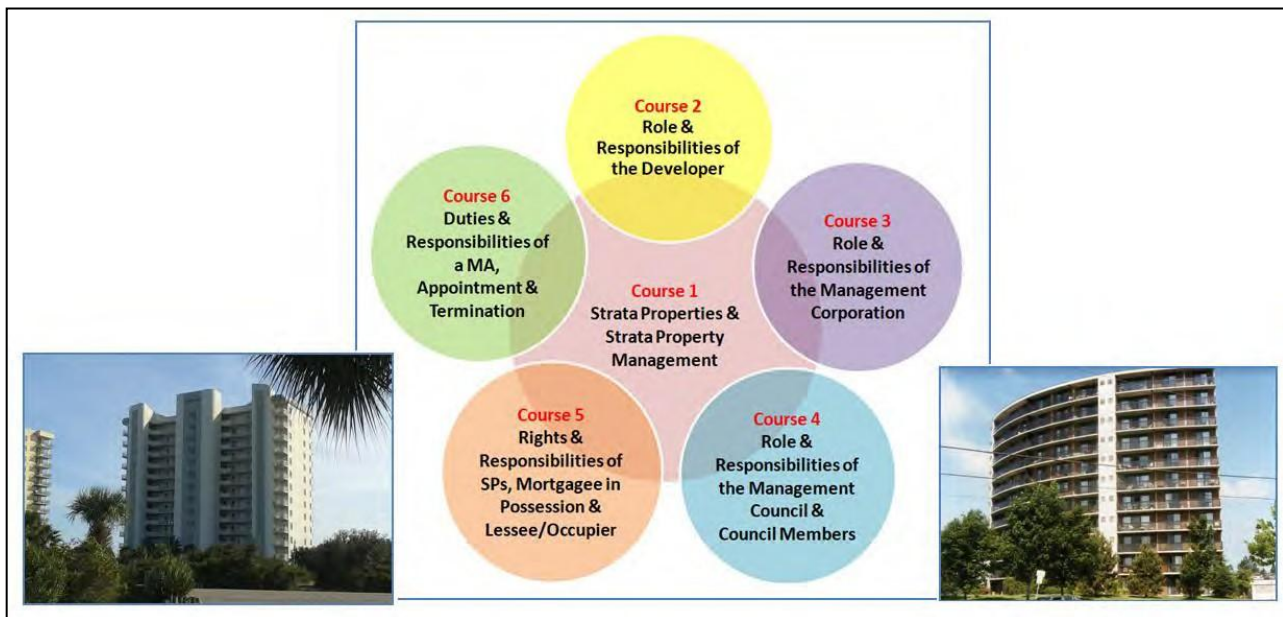 Course 2
Role &
Responsibilities of
the Developer
Course 6
Duties &
Responsibilities of
a MA,
Appointment &
Termination
Course 3
Role &
Responsibilities of
the Management
Corporation
Course 1
Strata Properties &
Strata Property
Management
Course 5
Rights &
Responsibilities of
SPs, Mortgagee in
Possession &
Lessee/Occupier
Course 4
Role &
Responsibilities of
the Management
Council &
Council Members